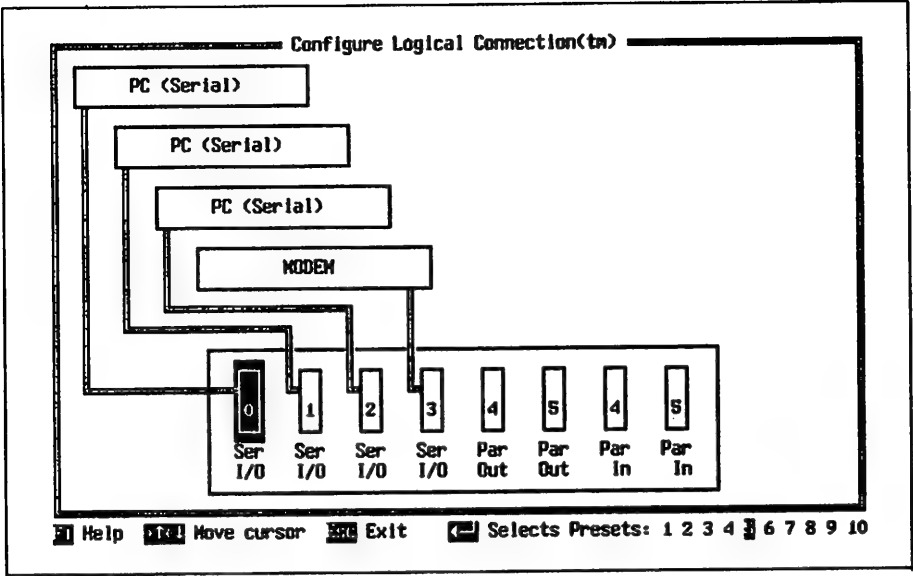 Configure Logical Connection(tm)
PC (Serial)
PC (Serial)
PC (Serial)
MODEM
0 1 2 3 4 5 4 5
Ser Ser Ser Ser Par Par Par Par
I/O I/O I/O I/O Out Out In In
F1 Help Move cursor ESC Exit Selects Presets: 1 2 3 4 5 6 7 8 9 10